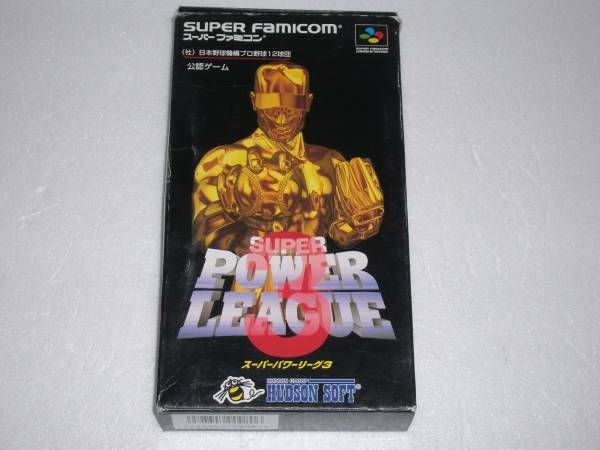 SUPER FAMICOM
スーパーファミコン
(社)日本野球機構プロ野球12球団
公認ゲーム
SUPER
POWER
LEAGUE
3
スーパーパワーリーグ3
HUDSON GROUP
HUDSON SOFT